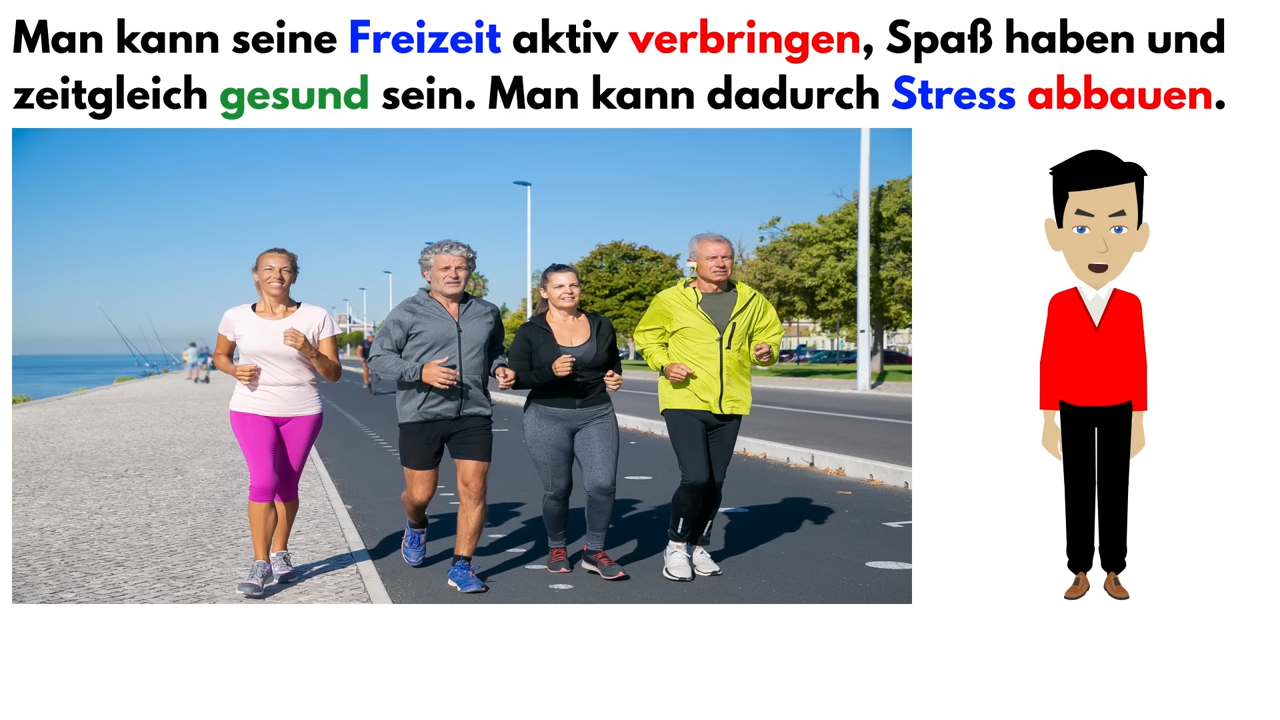 Man kann seine Freizeit aktiv verbringen, Spaß haben und
zeitgleich gesund sein. Man kann dadurch Stress abbauen.